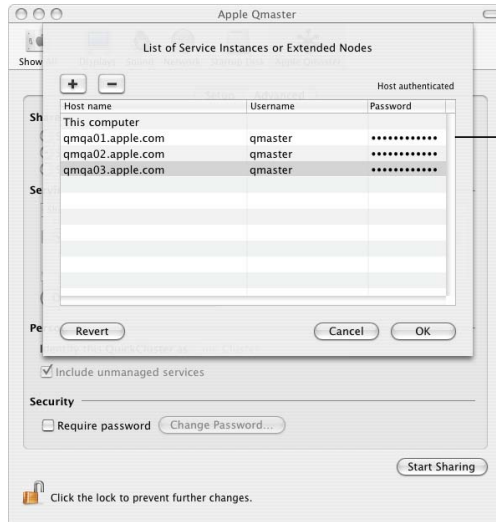 Apple Qmaster
List of Service Instances or Extended Nodes
Show
Host authenticated
Host name Username Password
This computer
qmqa01.apple.com qmaster ••••••••••••
qmqa02.apple.com qmaster ••••••••••••
qmqa03.apple.com qmaster ••••••••••••
Revert Cancel OK
Include unmanaged services
Security
Require password Change Password...
Start Sharing
Click the lock to prevent further changes.